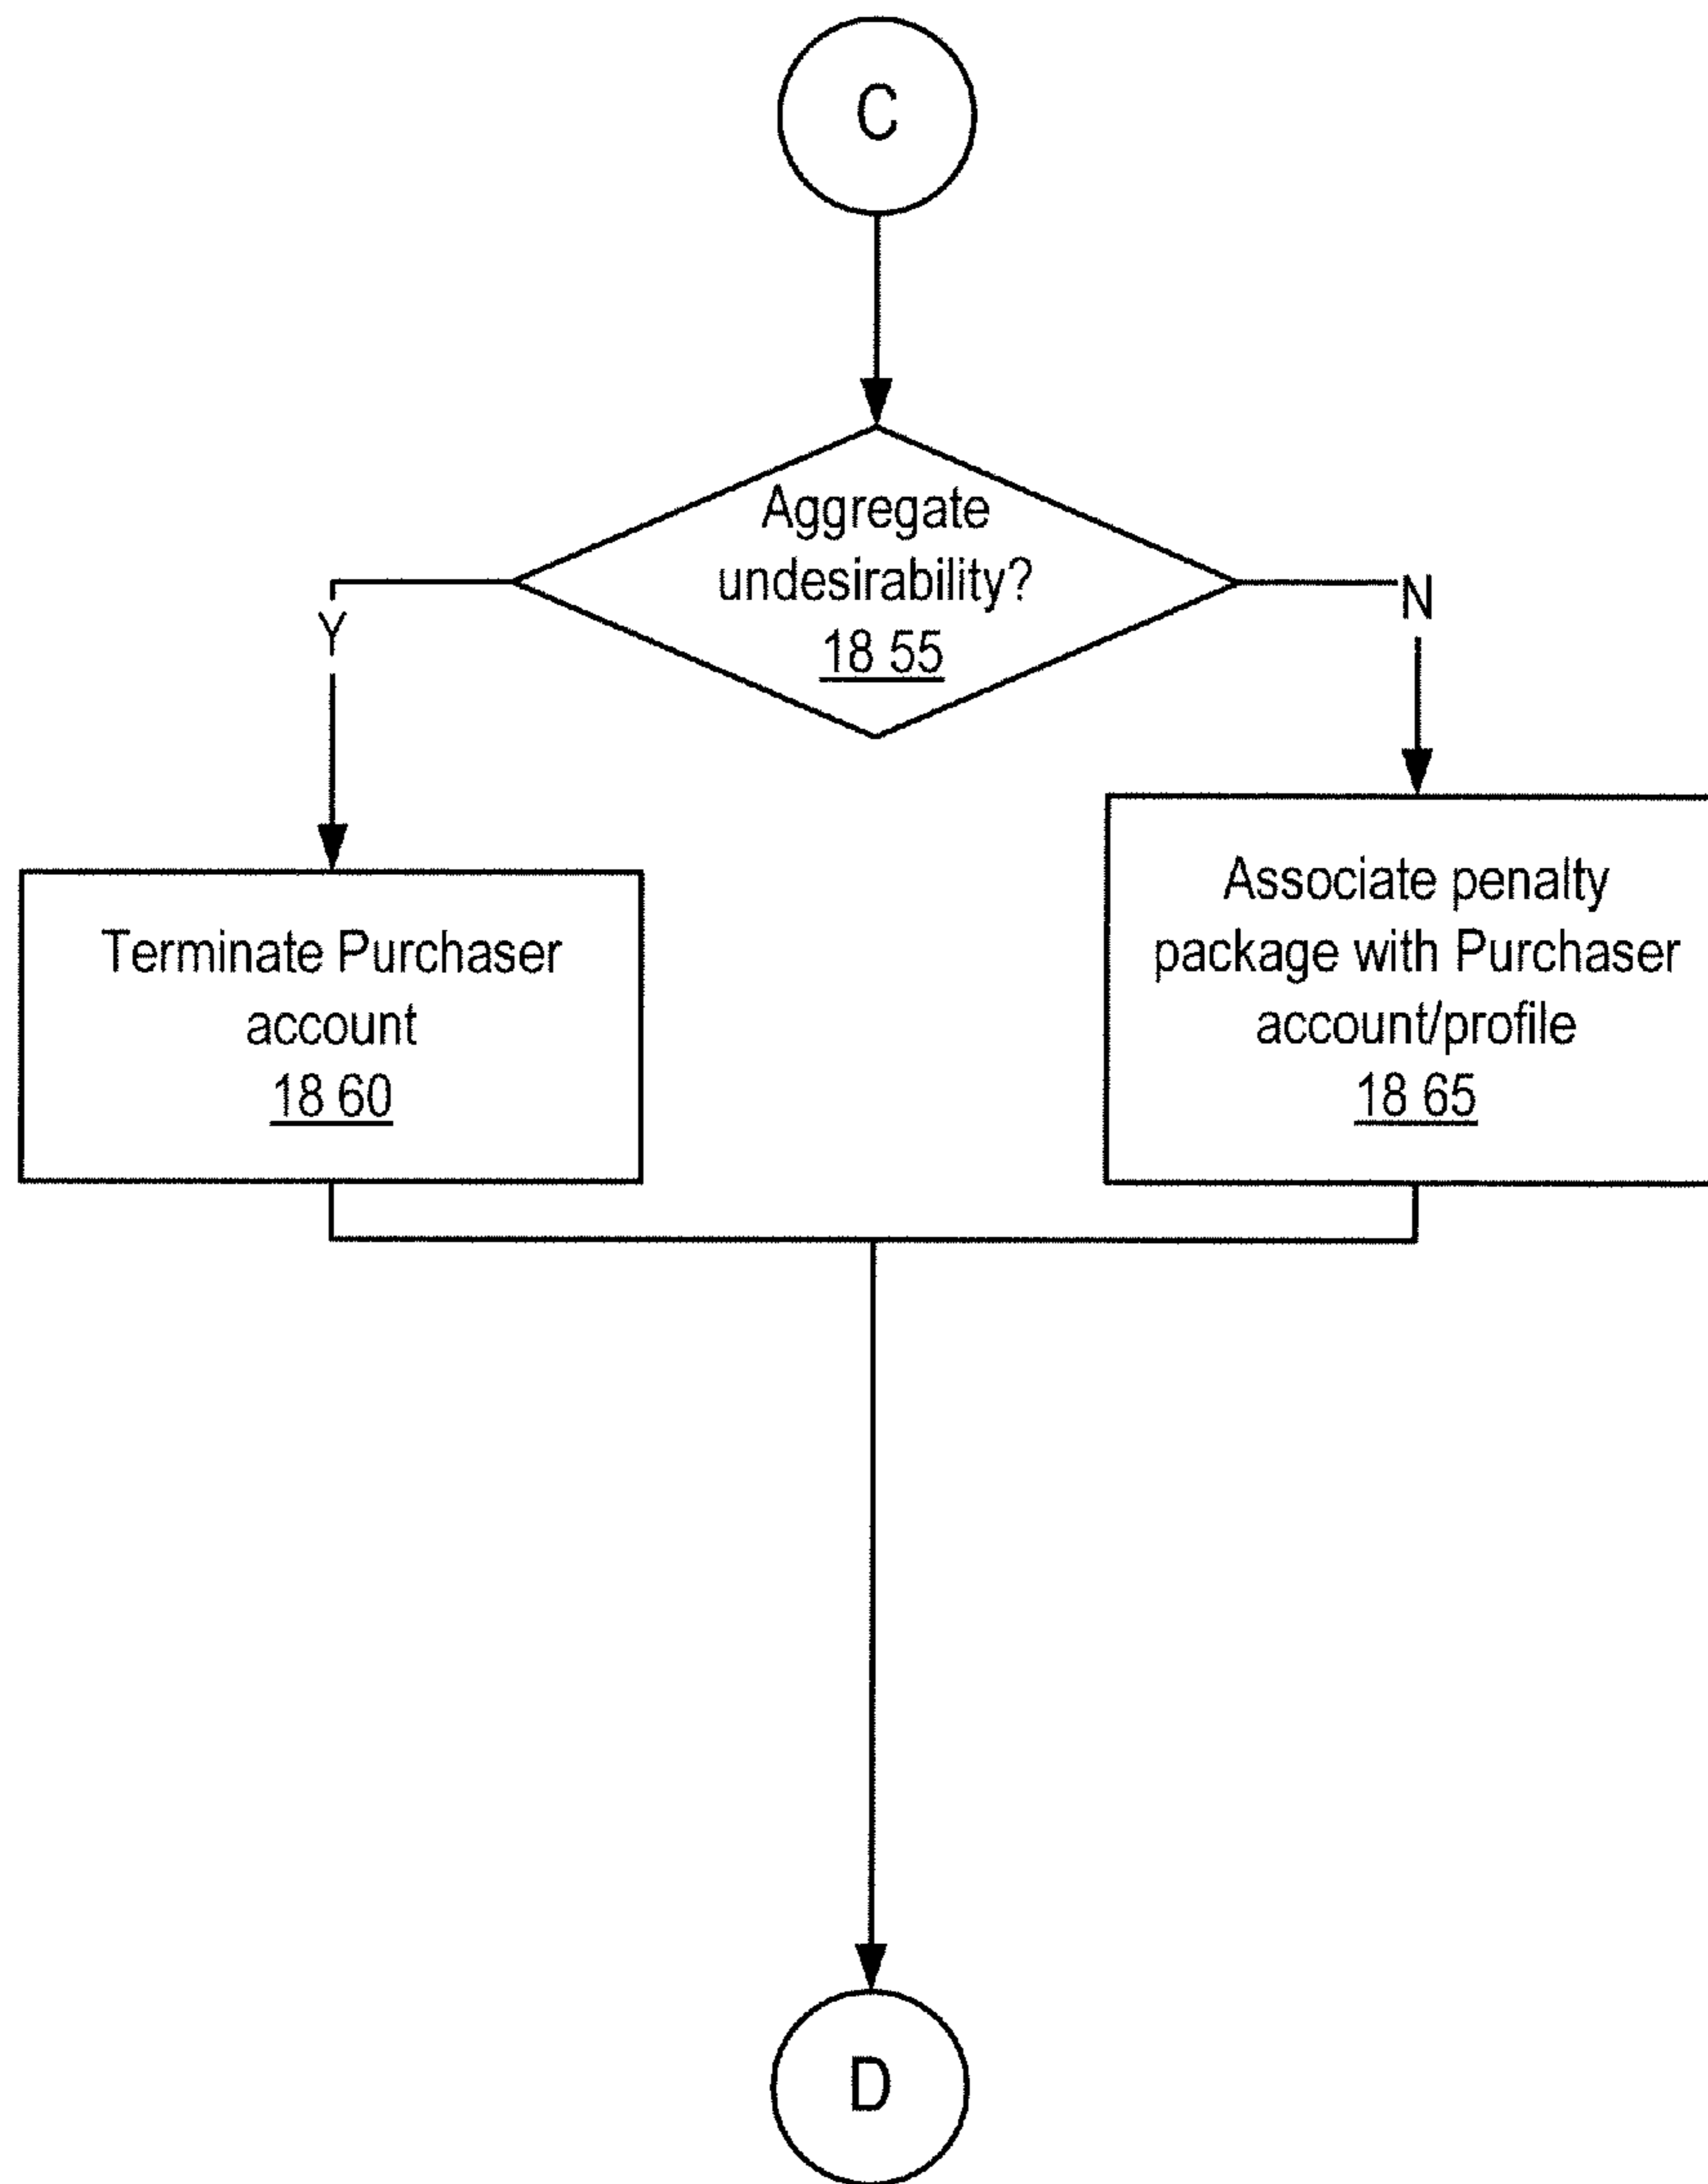 C
Aggregate
undesirability?
18 55
Y
N
Terminate Purchaser
account
18 60
Associate penalty
package with Purchaser
account/profile
18 65
D